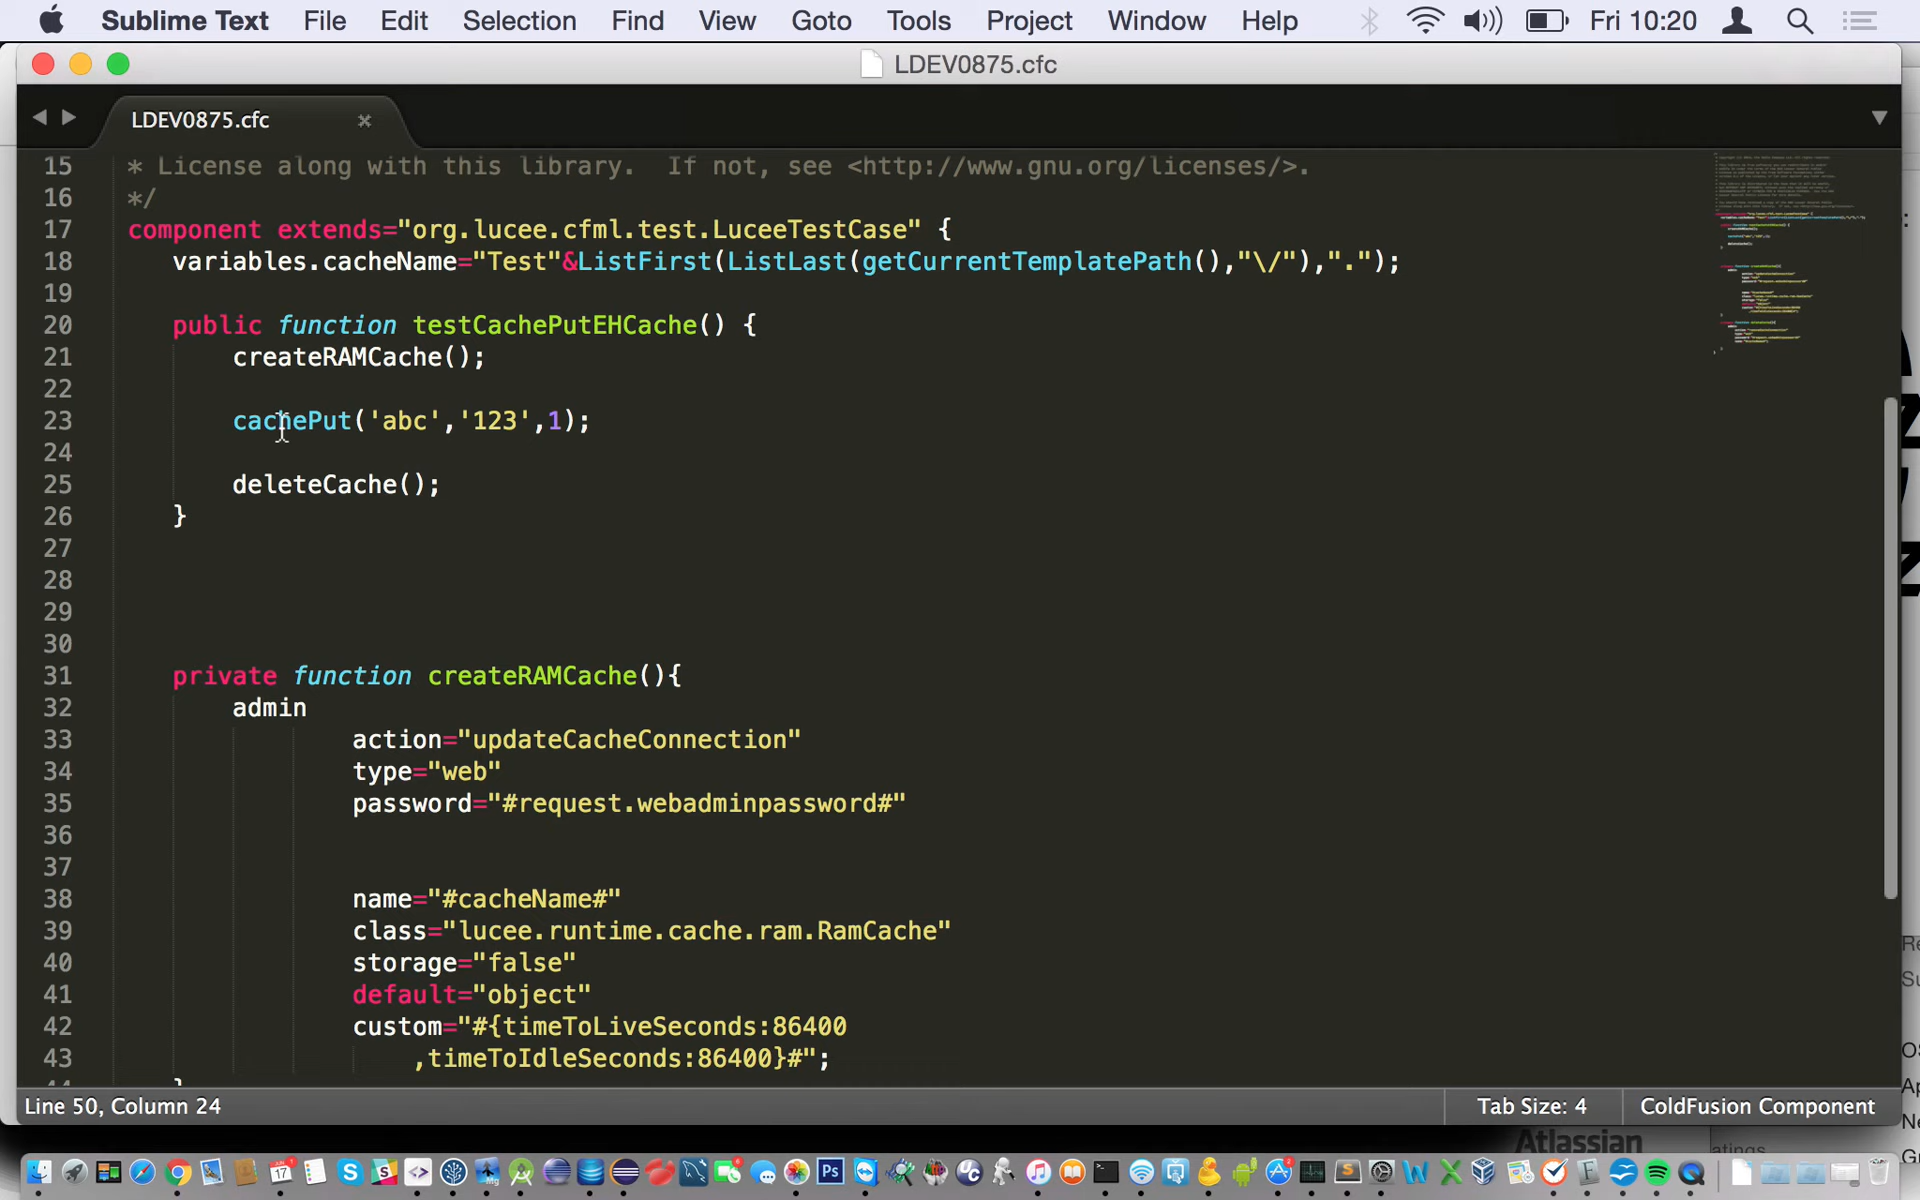 Sublime Text File Edit Selection Find View Goto Tools Project Window Help Fri 10:20
LDEV0875.cfc
LDEV0875.cfc ×
15 * License along with this library.  If not, see <http://www.gnu.org/licenses/>.
16 */
17 component extends="org.lucee.cfml.test.LuceeTestCase" {
18 variables.cacheName="Test"&ListFirst(ListLast(getCurrentTemplatePath(),"\/"),".");
19
20 public function testCachePutEHCache() {
21 createRAMCache();
22
23 cachePut('abc','123',1);
24
25 deleteCache();
26 }
27
28
29
30
31 private function createRAMCache(){
32 admin
33 action="updateCacheConnection"
34 type="web"
35 password="#request.webadminpassword#"
36
37
38 name="#cacheName#"
39 class="lucee.runtime.cache.ram.RamCache"
40 storage="false"
41 default="object"
42 custom="#{timeToLiveSeconds:86400
43 ,timeToIdleSeconds:86400}#";
Line 50, Column 24 Tab Size: 4 ColdFusion Component
Atlassian